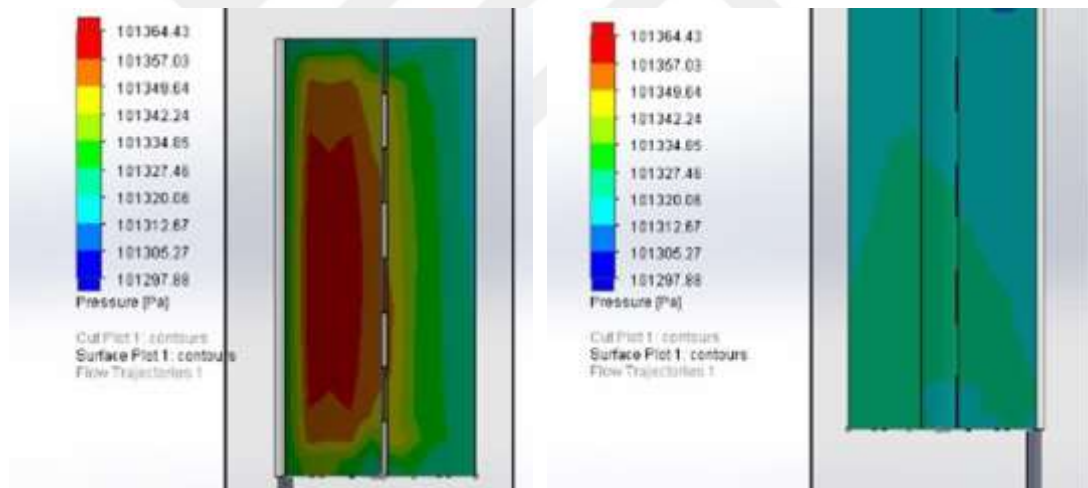 101364.43
101357.03
101349.64
101342.24
101334.85
101327.46
101320.06
101312.67
101305.27
101297.88
Pressure [Pa]
Cut Plot 1: contours
Surface Plot 1: contours
Flow Trajectories 1
101364.43
101357.03
101349.64
101342.24
101334.85
101327.46
101320.06
101312.67
101305.27
101297.88
Pressure [Pa]
Cut Plot 1: contours
Surface Plot 1: contours
Flow Trajectories 1